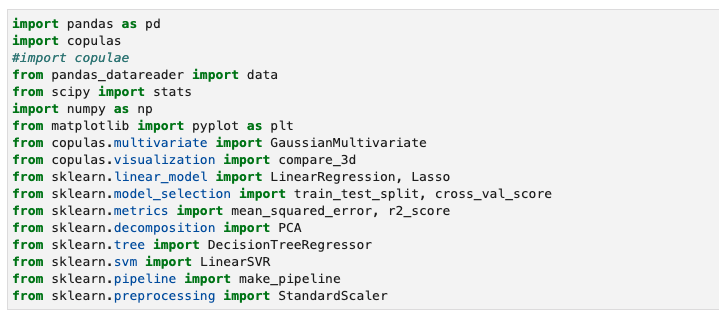 import pandas as pd
import copulas
#import copulae
from pandas_datareader import data
from scipy import stats
import numpy as np
from matplotlib import pyplot as plt
from copulas.multivariate import GaussianMultivariate
from copulas.visualization import compare_3d
from sklearn.linear_model import LinearRegression, Lasso
from sklearn.model_selection import train_test_split, cross_val_score
from sklearn.metrics import mean_squared_error, r2_score
from sklearn.decomposition import PCA
from sklearn.tree import DecisionTreeRegressor
from sklearn.svm import LinearSVR
from sklearn.pipeline import make_pipeline
from sklearn.preprocessing import StandardScaler